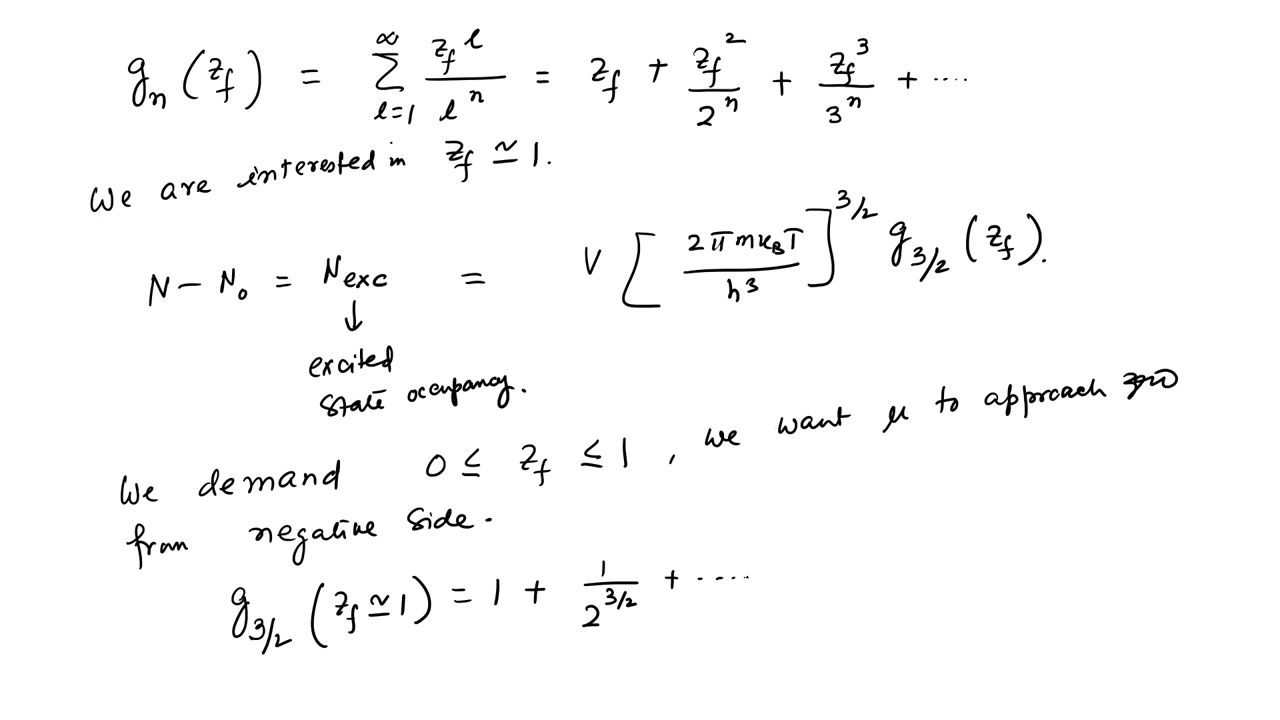 g_n (z_f) = ∑_{l=1}^{∞} z_f^l / l^n = z_f + z_f^2 / 2^n + z_f^3 / 3^n + ....
We are interested in z_f ≃ 1.
N - N_0 = N_exc = V [ 2πmk_BT / h^3 ]^{3/2} g_{3/2} (z_f).
↓
excited
state occupancy.
We demand 0 ≤ z_f ≤ 1, we want μ to approach zero
from negative side.
g_{3/2} (z_f ≃ 1) = 1 + 1 / 2^{3/2} + .....